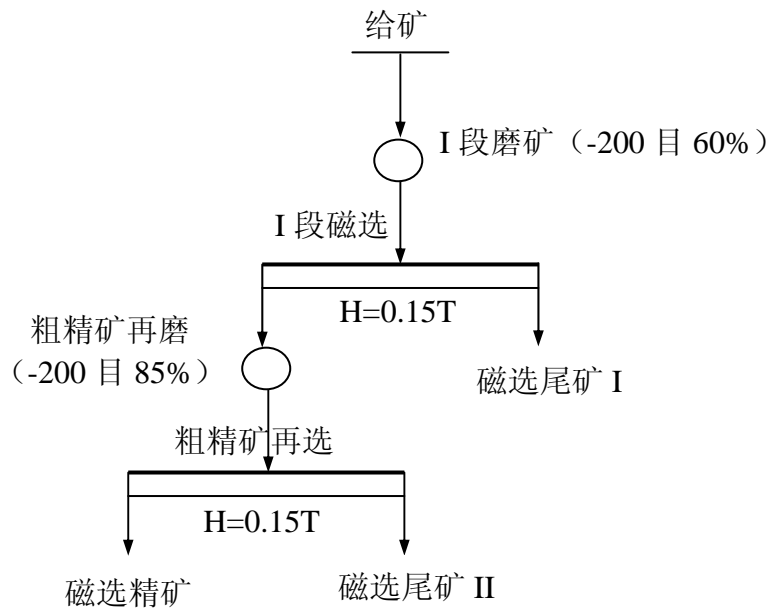 给矿
I 段磨矿（-200 目 60%）
I 段磁选
H=0.15T
粗精矿再磨
（-200 目 85%）
磁选尾矿 I
粗精矿再选
H=0.15T
磁选精矿
磁选尾矿 II